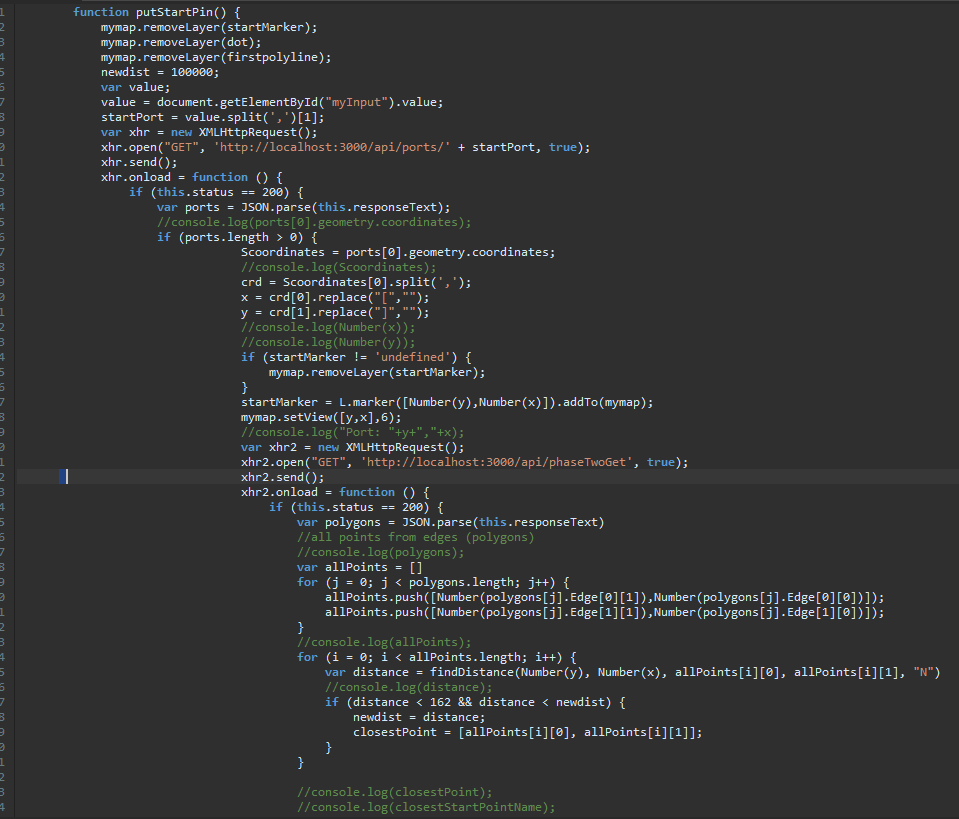 1 function putStartPin() {
2 mymap.removeLayer(startMarker);
3 mymap.removeLayer(dot);
4 mymap.removeLayer(firstpolyline);
5 newdist = 100000;
6 var value;
7 value = document.getElementById("myInput").value;
8 startPort = value.split(',')[1];
9 var xhr = new XMLHttpRequest();
0 xhr.open("GET", 'http://localhost:3000/api/ports/' + startPort, true);
1 xhr.send();
2 xhr.onload = function () {
3 if (this.status == 200) {
4 var ports = JSON.parse(this.responseText);
5 //console.log(ports[0].geometry.coordinates);
6 if (ports.length > 0) {
7 Scoordinates = ports[0].geometry.coordinates;
8 //console.log(Scoordinates);
9 crd = Scoordinates[0].split(',');
0 x = crd[0].replace("[","");
1 y = crd[1].replace("]","");
2 //console.log(Number(x));
3 //console.log(Number(y));
4 if (startMarker != 'undefined') {
5 mymap.removeLayer(startMarker);
6 }
7 startMarker = L.marker([Number(y),Number(x)]).addTo(mymap);
8 mymap.setView([y,x],6);
9 //console.log("Port: "+y+","+x);
0 var xhr2 = new XMLHttpRequest();
1 xhr2.open("GET", 'http://localhost:3000/api/phaseTwoGet', true);
2 xhr2.send();
3 xhr2.onload = function () {
4 if (this.status == 200) {
5 var polygons = JSON.parse(this.responseText)
6 //all points from edges (polygons)
7 //console.log(polygons);
8 var allPoints = []
9 for (j = 0; j < polygons.length; j++) {
0 allPoints.push([Number(polygons[j].Edge[0][1]),Number(polygons[j].Edge[0][0])]);
1 allPoints.push([Number(polygons[j].Edge[1][1]),Number(polygons[j].Edge[1][0])]);
2 }
3 //console.log(allPoints);
4 for (i = 0; i < allPoints.length; i++) {
5 var distance = findDistance(Number(y), Number(x), allPoints[i][0], allPoints[i][1], "N")
6 //console.log(distance);
7 if (distance < 162 && distance < newdist) {
8 newdist = distance;
9 closestPoint = [allPoints[i][0], allPoints[i][1]];
0 }
1 }
2
3 //console.log(closestPoint);
4 //console.log(closestStartPointName);